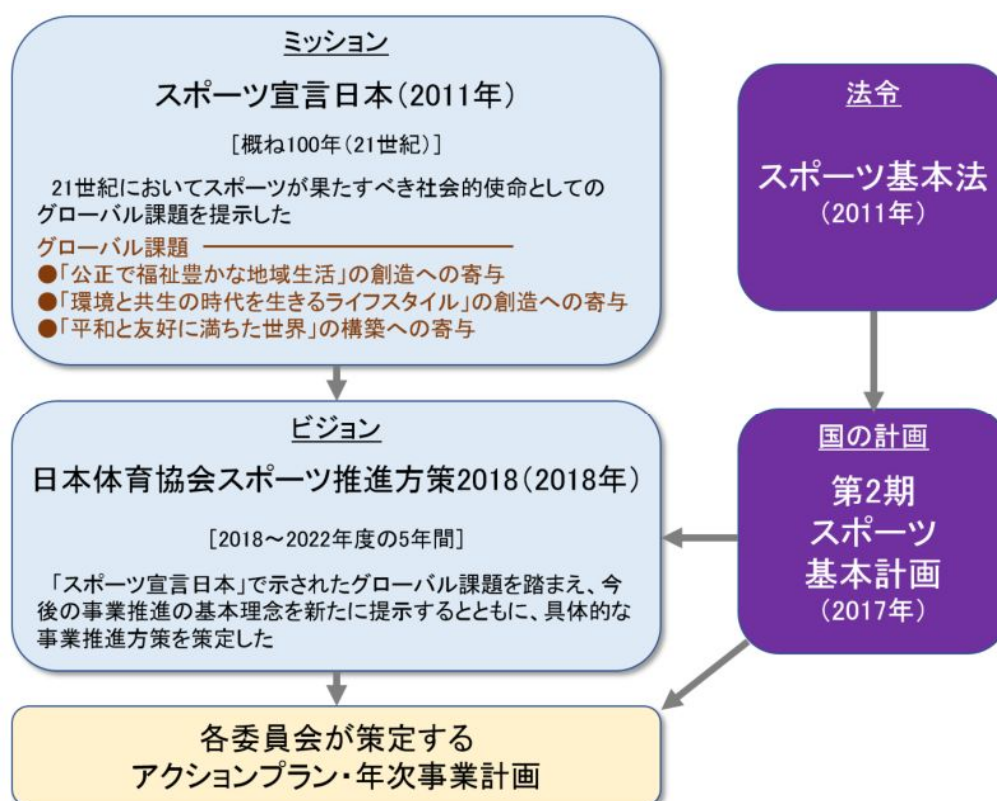 ミッション
スポーツ宣言日本（2011年）
［概ね100年（21世紀）］
21世紀においてスポーツが果たすべき社会的使命としての
グローバル課題を提示した
グローバル課題
●「公正で福祉豊かな地域生活」の創造への寄与
●「環境と共生の時代を生きるライフスタイル」の創造への寄与
●「平和と友好に満ちた世界」の構築への寄与
ビジョン
日本体育協会スポーツ推進方策2018（2018年）
［2018～2022年度の5年間］
「スポーツ宣言日本」で示されたグローバル課題を踏まえ、今
後の事業推進の基本理念を新たに提示するとともに、具体的な
事業推進方策を策定した
各委員会が策定する
アクションプラン・年次事業計画
法令
スポーツ基本法
（2011年）
国の計画
第2期
スポーツ
基本計画
（2017年）